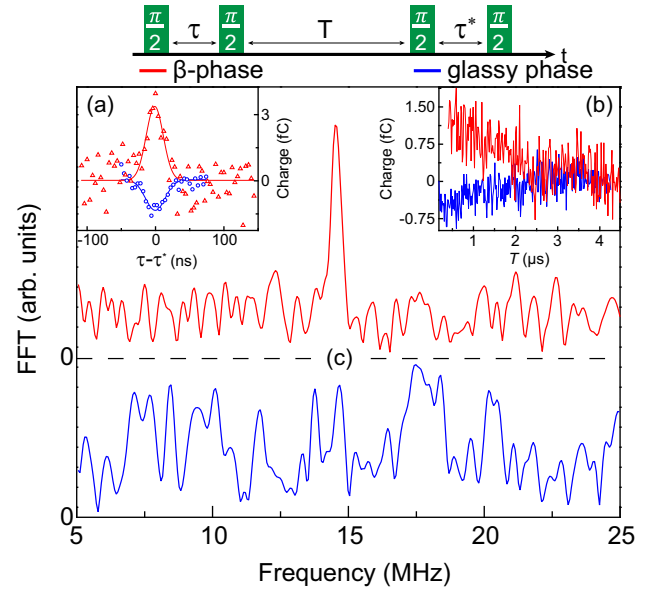 π/2 τ π/2 T π/2 τ* π/2
t
β-phase glassy phase
(a) (b)
3
0
Charge (fC)
-100 0 100
τ-τ* (ns)
Charge (fC)
1.50
0.75
0
-0.75
1 2 3 4
T (μs)
FFT (arb. units)
0
(c)
0
5 10 15 20 25
Frequency (MHz)